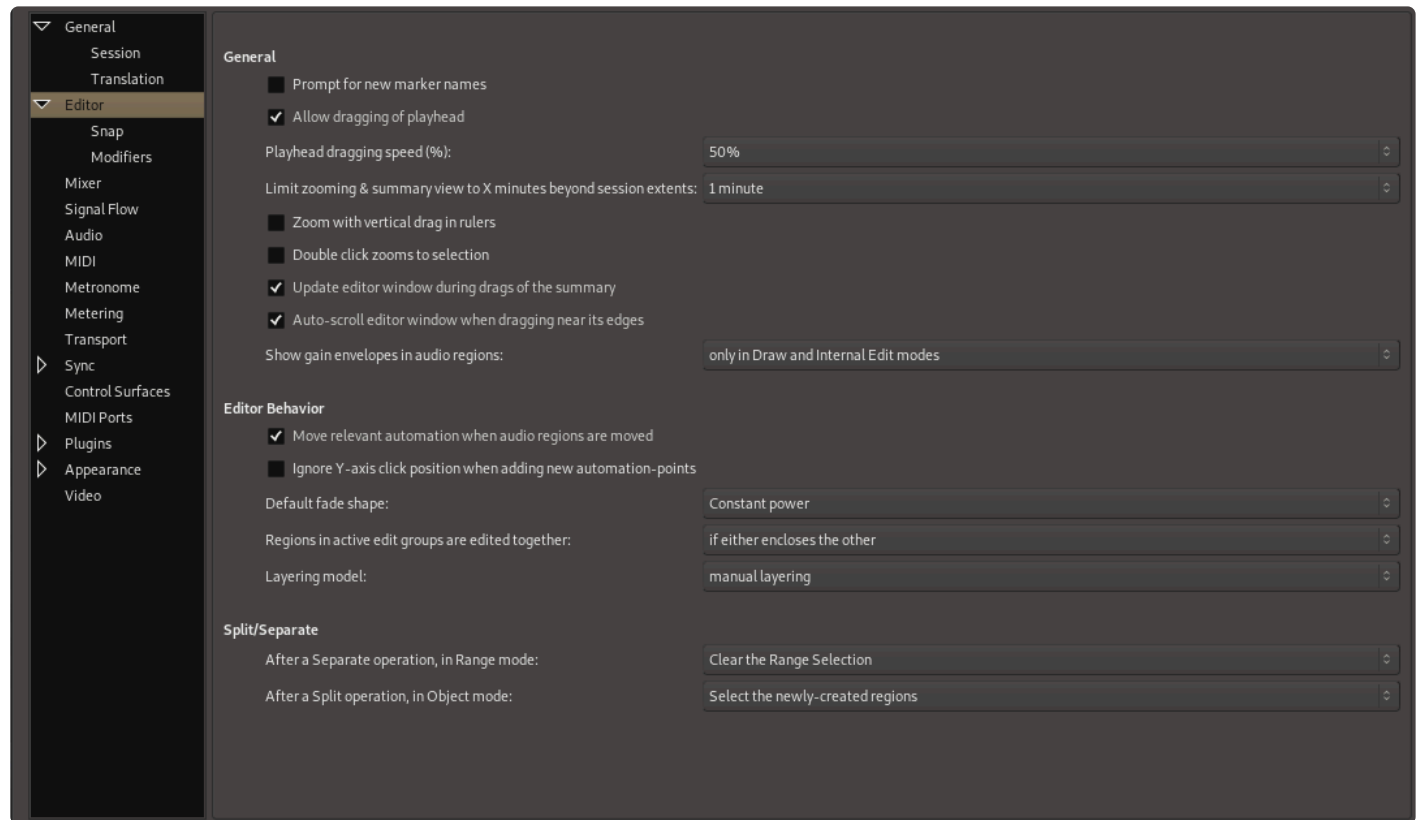 General
Session
Translation
Editor
Snap
Modifiers
Mixer
Signal Flow
Audio
MIDI
Metronome
Metering
Transport
Sync
Control Surfaces
MIDI Ports
Plugins
Appearance
Video
General
Prompt for new marker names
Allow dragging of playhead
Playhead dragging speed (%): 50%
Limit zooming & summary view to X minutes beyond session extents: 1 minute
Zoom with vertical drag in rulers
Double click zooms to selection
Update editor window during drags of the summary
Auto-scroll editor window when dragging near its edges
Show gain envelopes in audio regions: only in Draw and Internal Edit modes
Editor Behavior
Move relevant automation when audio regions are moved
Ignore Y-axis click position when adding new automation-points
Default fade shape: Constant power
Regions in active edit groups are edited together: if either encloses the other
Layering model: manual layering
Split/Separate
After a Separate operation, in Range mode: Clear the Range Selection
After a Split operation, in Object mode: Select the newly-created regions